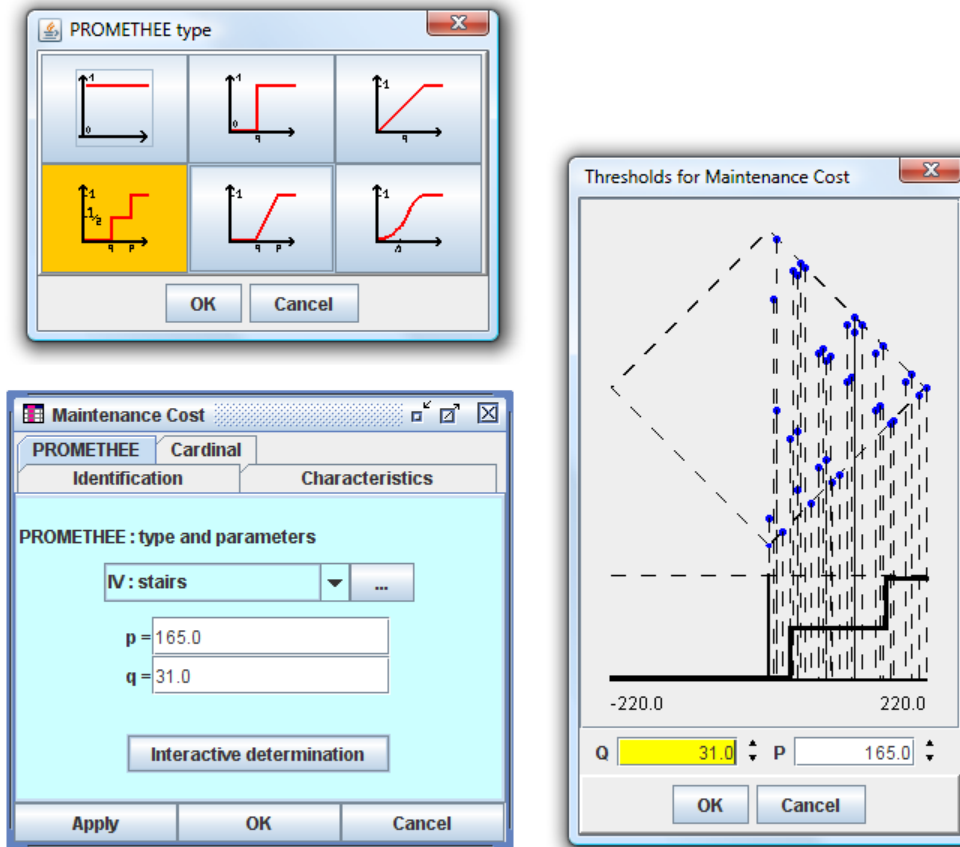 PROMETHEE type
1
0
1
0
q
1
q
1
1/2
q p
1
q p
1
OK Cancel
Maintenance Cost
PROMETHEE Cardinal
Identification Characteristics
PROMETHEE : type and parameters
IV : stairs ...
p = 165.0
q = 31.0
Interactive determination
Apply OK Cancel
Thresholds for Maintenance Cost
-220.0 220.0
Q 31.0 P 165.0
OK Cancel